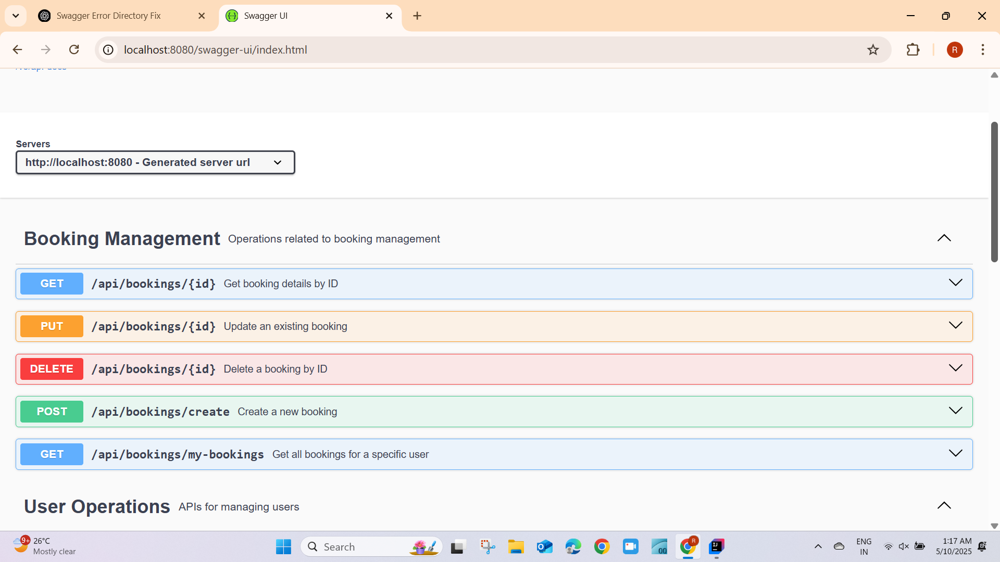 Swagger Error Directory Fix
Swagger UI
localhost:8080/swagger-ui/index.html
R
Servers
http://localhost:8080 - Generated server url
Booking Management Operations related to booking management
GET /api/bookings/{id} Get booking details by ID
PUT /api/bookings/{id} Update an existing booking
DELETE /api/bookings/{id} Delete a booking by ID
POST /api/bookings/create Create a new booking
GET /api/bookings/my-bookings Get all bookings for a specific user
User Operations APIs for managing users
9+
26°C
Mostly clear
Search
00
R
IJ
ENG
IN
1:17 AM
5/10/2025